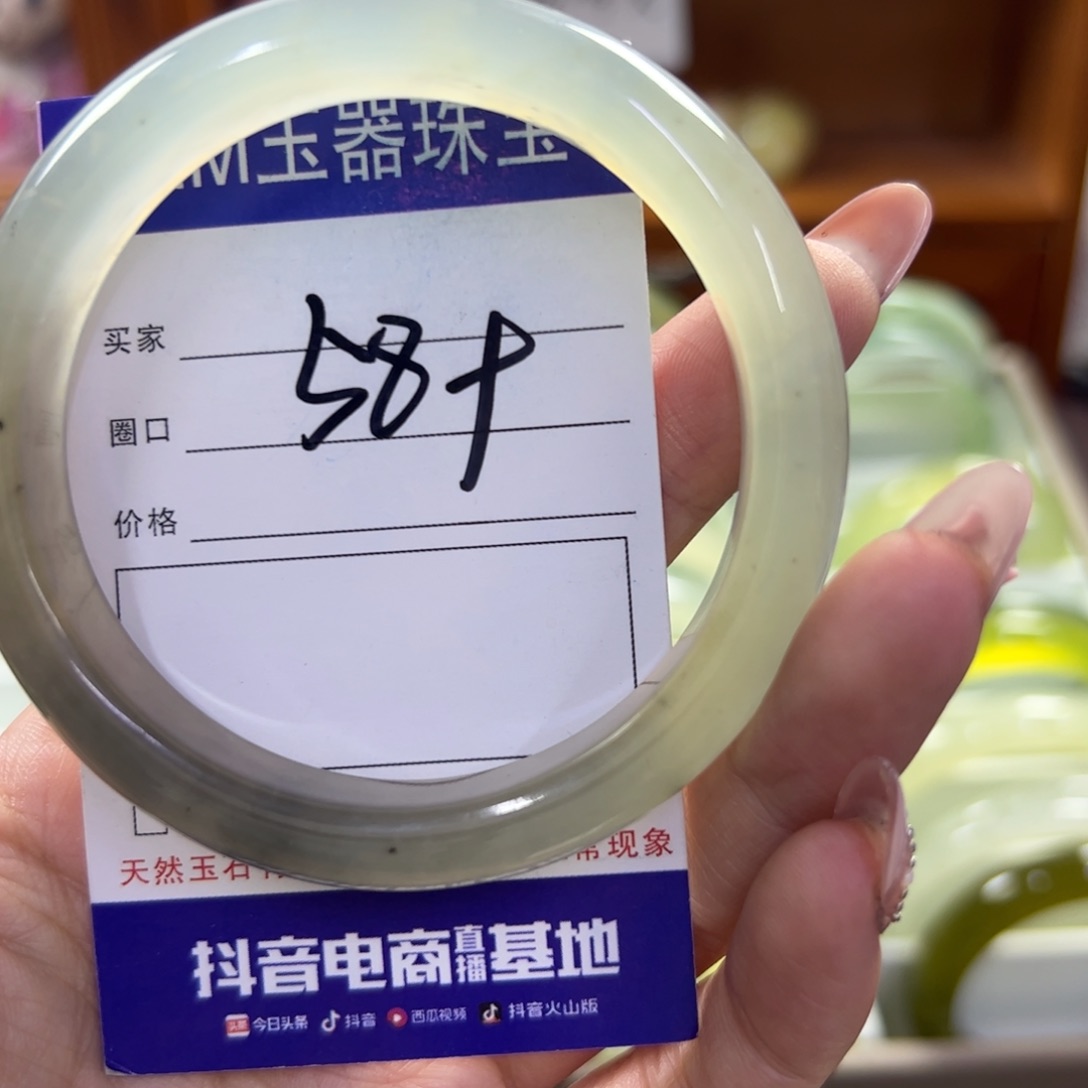 玉器珠宝
买家
58+
圈口
价格
天然玉石
常现象
抖音电商直播基地
今日头条 抖音 西瓜视频 抖音火山版